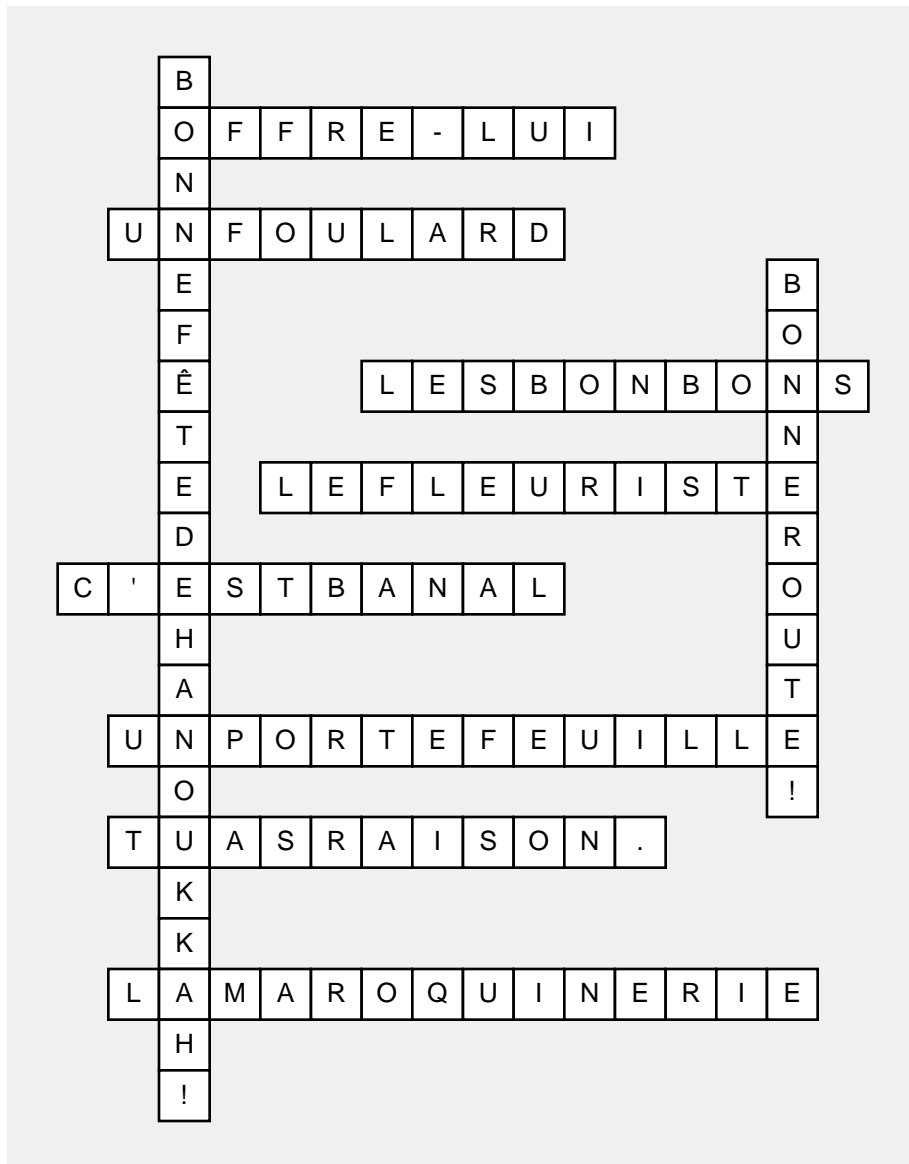 BONNEFÊTEDEHANOUKKAH!
OFFRE-LUI
UNFOULARD
BONNEROUTE!
LESBONBONS
LEFLEURISTE
C'ESTBANAL
UNPORTEFEUILLE
TUASRAISON.
LAMAROQUINERIE